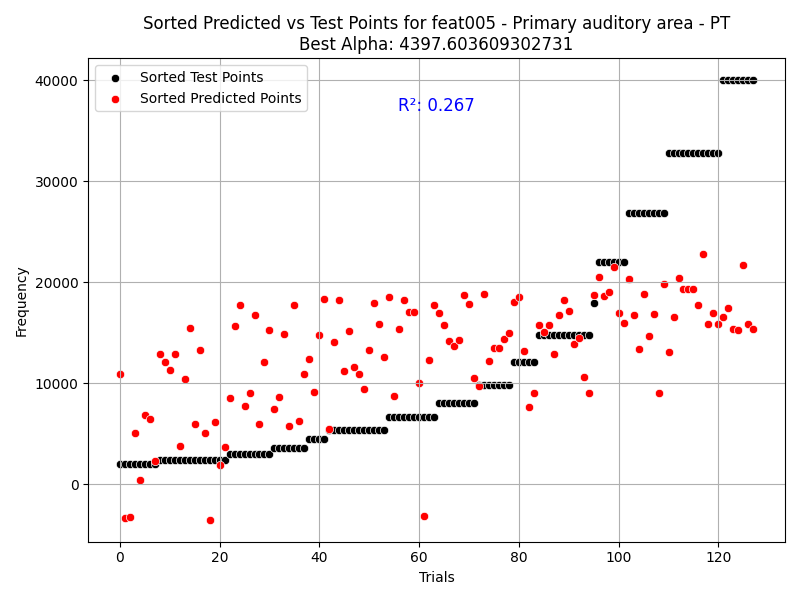 Sorted Predicted vs Test Points for feat005 - Primary auditory area - PT
Best Alpha: 4397.603609302731
Sorted Test Points
Sorted Predicted Points
R²: 0.267
40000
30000
20000
10000
0
Frequency
0 20 40 60 80 100 120
Trials